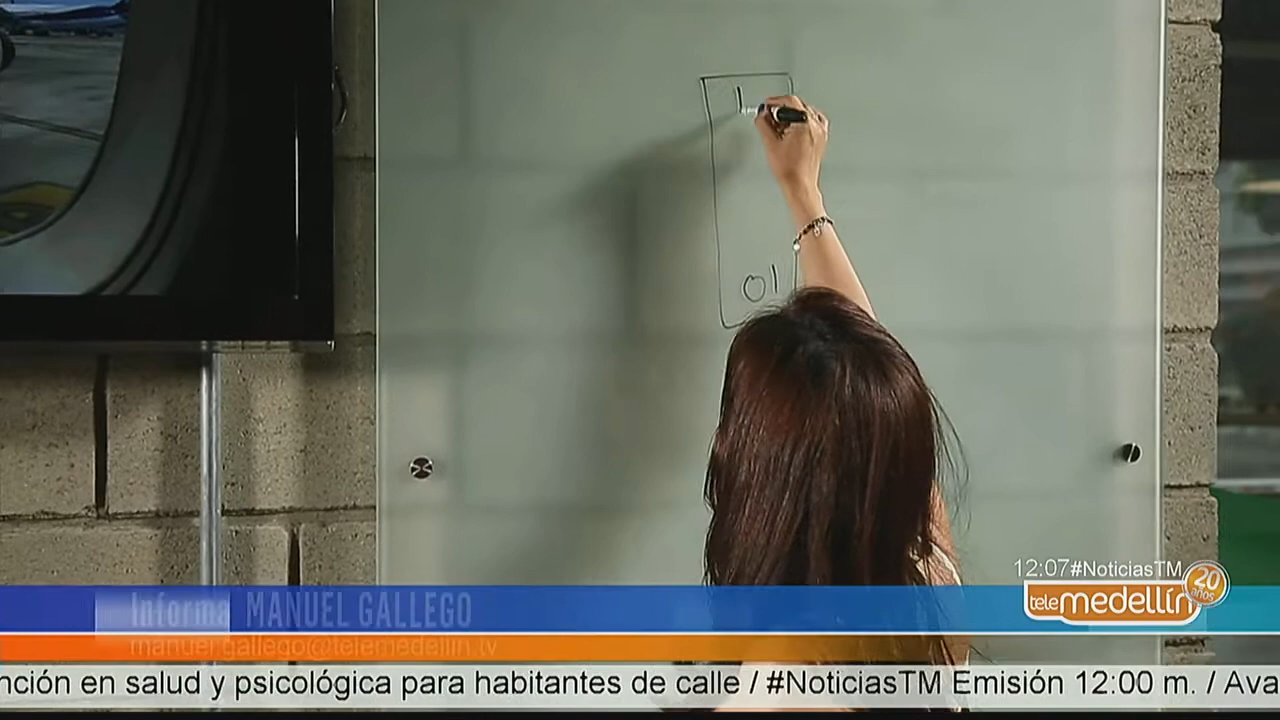 1
01
12:07#NoticiasTM
telemedellín
20 años
Informa MANUEL GALLEGO
manuel.gallego@telemedellin.tv
nción en salud y psicológica para habitantes de calle / #NoticiasTM Emisión 12:00 m. / Ava